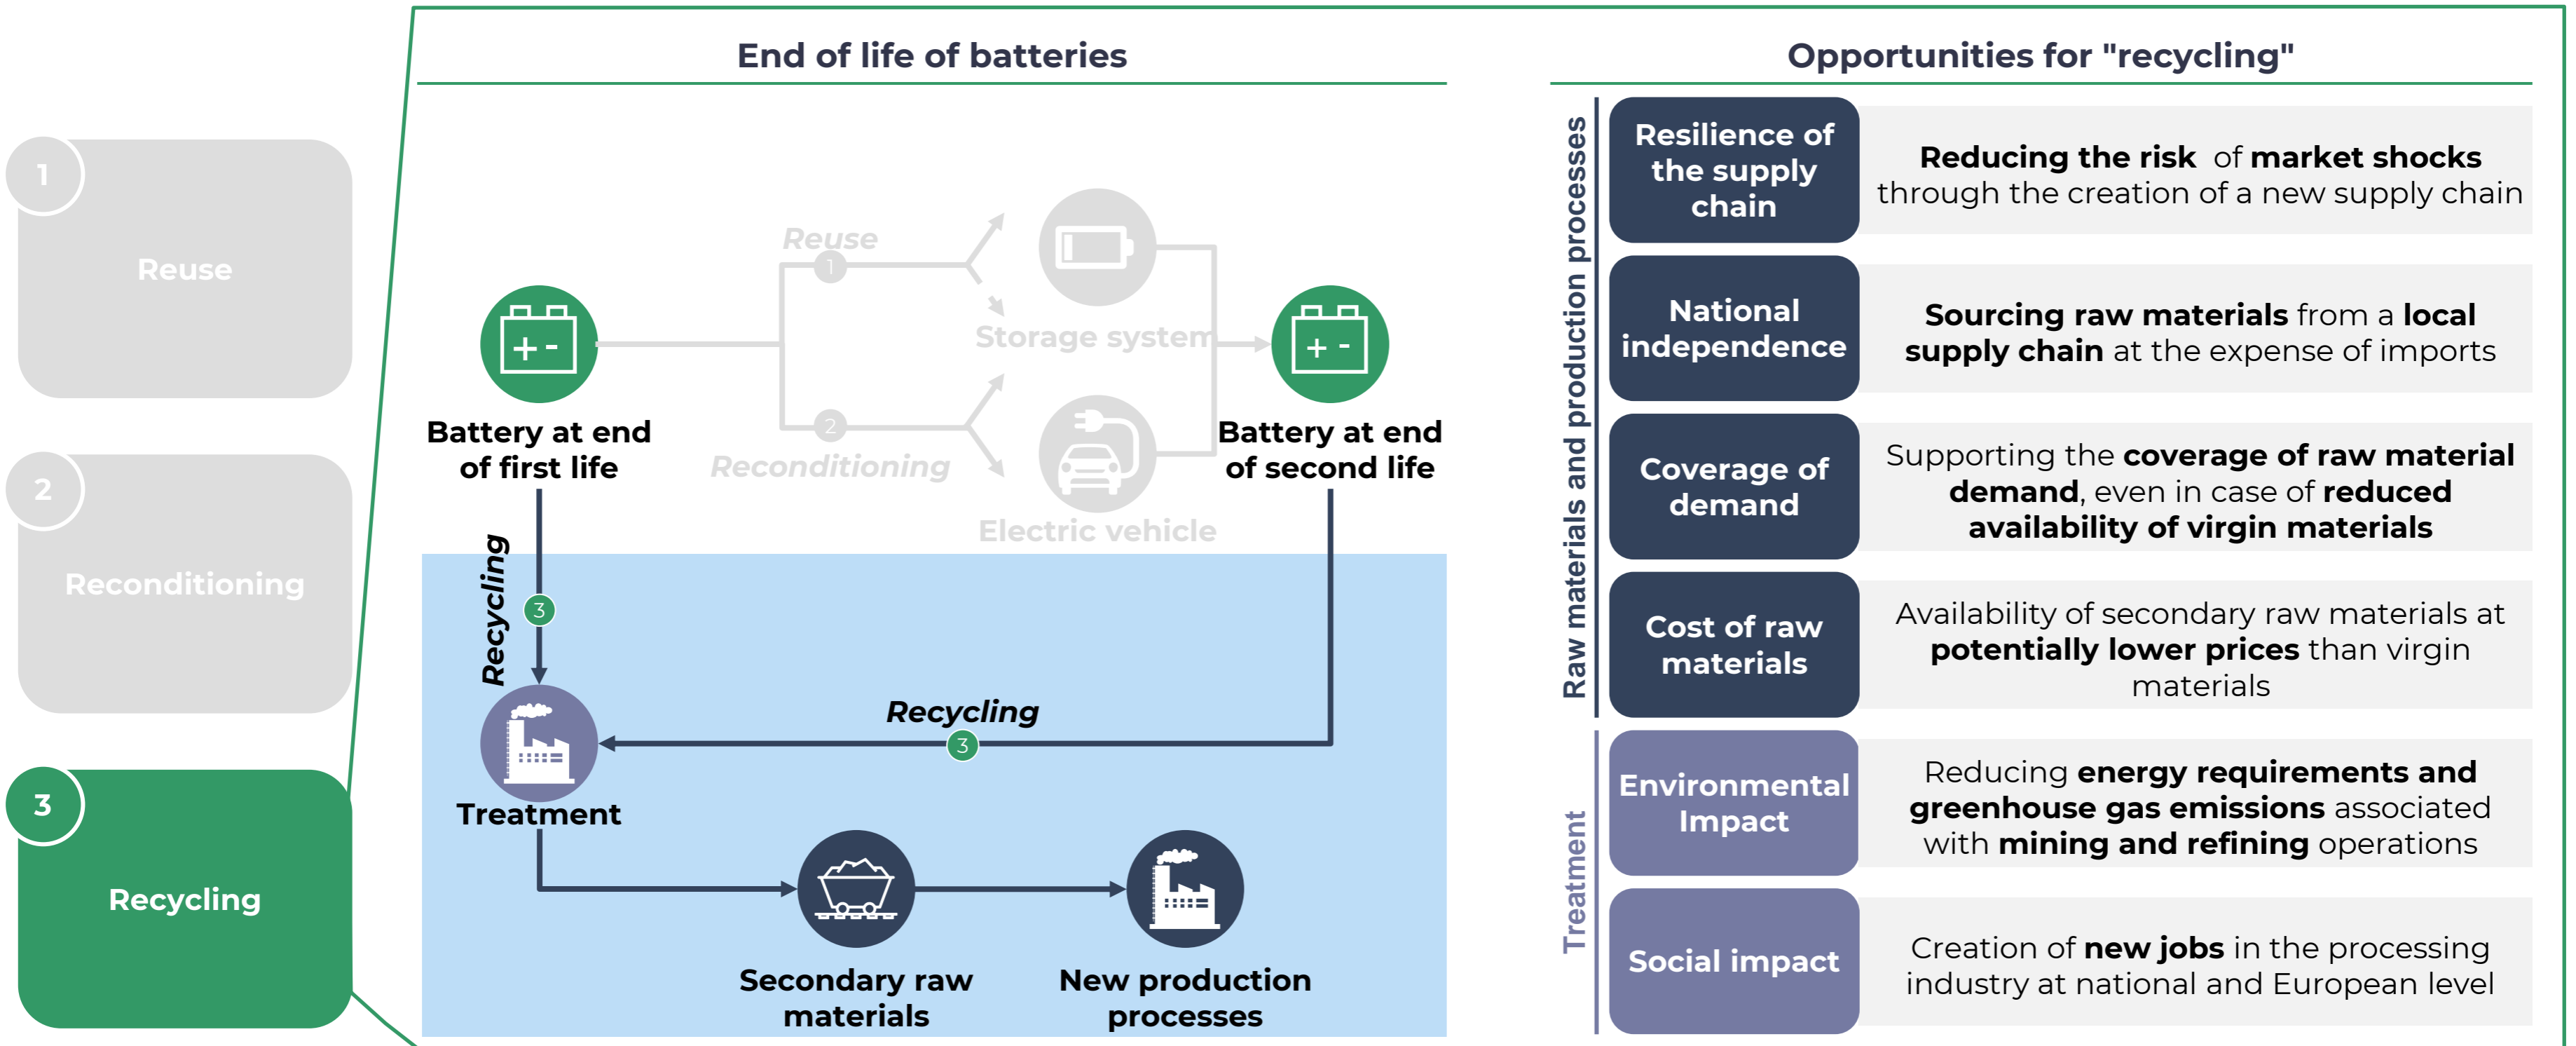 1
Reuse
2
Reconditioning
3
Recycling
End of life of batteries
Reuse
1
Storage system
2
Reconditioning
Electric vehicle
+ -
Battery at end
of first life
+ -
Battery at end
of second life
Recycling
3
Recycling
3
Treatment
Secondary raw
materials
New production
processes
Opportunities for "recycling"
Raw materials and production processes
Resilience of
the supply
chain
Reducing the risk of market shocks
through the creation of a new supply chain
National
independence
Sourcing raw materials from a local
supply chain at the expense of imports
Coverage of
demand
Supporting the coverage of raw material
demand, even in case of reduced
availability of virgin materials
Cost of raw
materials
Availability of secondary raw materials at
potentially lower prices than virgin
materials
Treatment
Environmental
Impact
Reducing energy requirements and
greenhouse gas emissions associated
with mining and refining operations
Social impact
Creation of new jobs in the processing
industry at national and European level